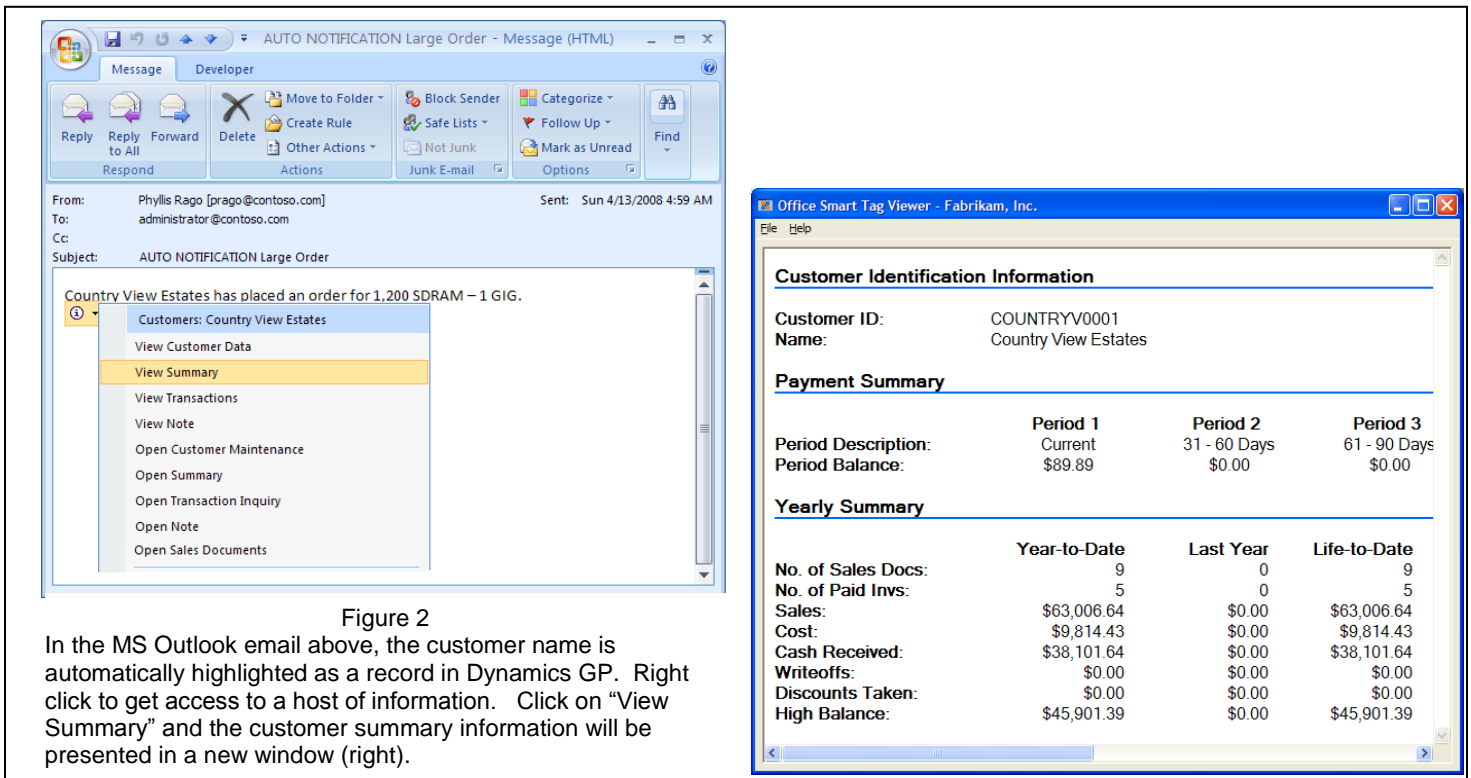 AUTO NOTIFICATION Large Order - Message (HTML)
Message Developer
Reply
Reply to All
Forward
Respond
Delete
Move to Folder
Create Rule
Other Actions
Actions
Block Sender
Safe Lists
Not Junk
Junk E-mail
Categorize
Follow Up
Mark as Unread
Options
Find
From: Phyllis Rago [prago@contoso.com] Sent: Sun 4/13/2008 4:59 AM
To: administrator@contoso.com
Cc:
Subject: AUTO NOTIFICATION Large Order
Country View Estates has placed an order for 1,200 SDRAM – 1 GIG.
Customers: Country View Estates
View Customer Data
View Summary
View Transactions
View Note
Open Customer Maintenance
Open Summary
Open Transaction Inquiry
Open Note
Open Sales Documents
Figure 2
In the MS Outlook email above, the customer name is
automatically highlighted as a record in Dynamics GP. Right
click to get access to a host of information. Click on “View
Summary” and the customer summary information will be
presented in a new window (right).
Office Smart Tag Viewer - Fabrikam, Inc.
File Help
Customer Identification Information
Customer ID: COUNTRYV0001
Name: Country View Estates
Payment Summary
Period 1 Period 2 Period 3
Period Description: Current 31 - 60 Days 61 - 90 Days
Period Balance: $89.89 $0.00 $0.00
Yearly Summary
Year-to-Date Last Year Life-to-Date
No. of Sales Docs: 9 0 9
No. of Paid Invs: 5 0 5
Sales: $63,006.64 $0.00 $63,006.64
Cost: $9,814.43 $0.00 $9,814.43
Cash Received: $38,101.64 $0.00 $38,101.64
Writeoffs: $0.00 $0.00 $0.00
Discounts Taken: $0.00 $0.00 $0.00
High Balance: $45,901.39 $0.00 $45,901.39